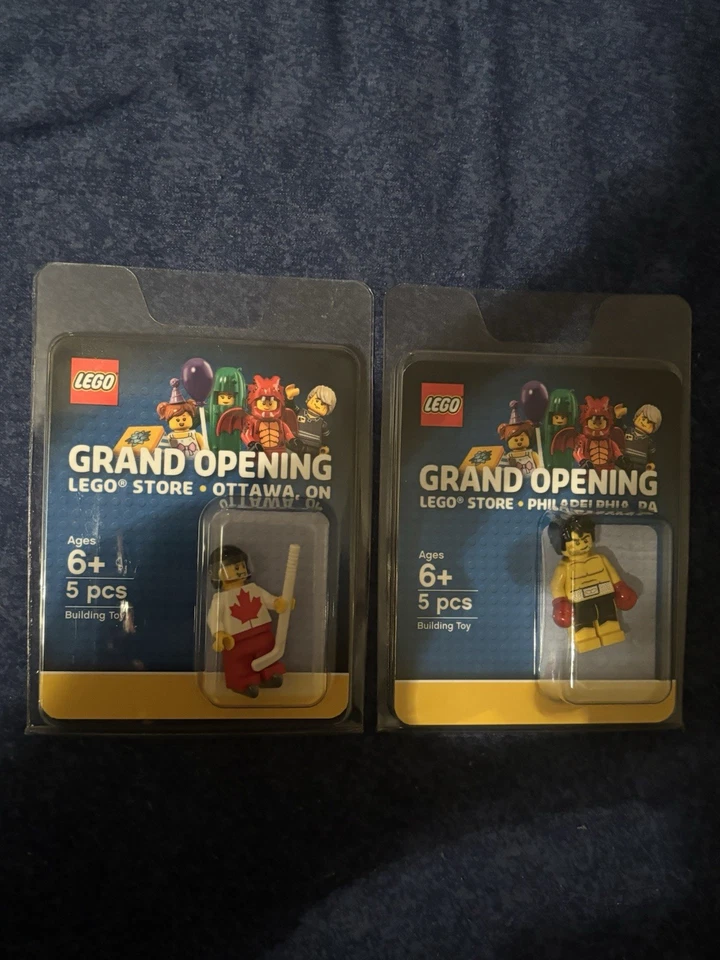 LEGO
GRAND OPENING
LEGO® STORE • OTTAWA, ON
Ages
6+
5 pcs
Building Toy
LEGO
GRAND OPENING
LEGO® STORE • PHILADELPHIA, PA
Ages
6+
5 pcs
Building Toy